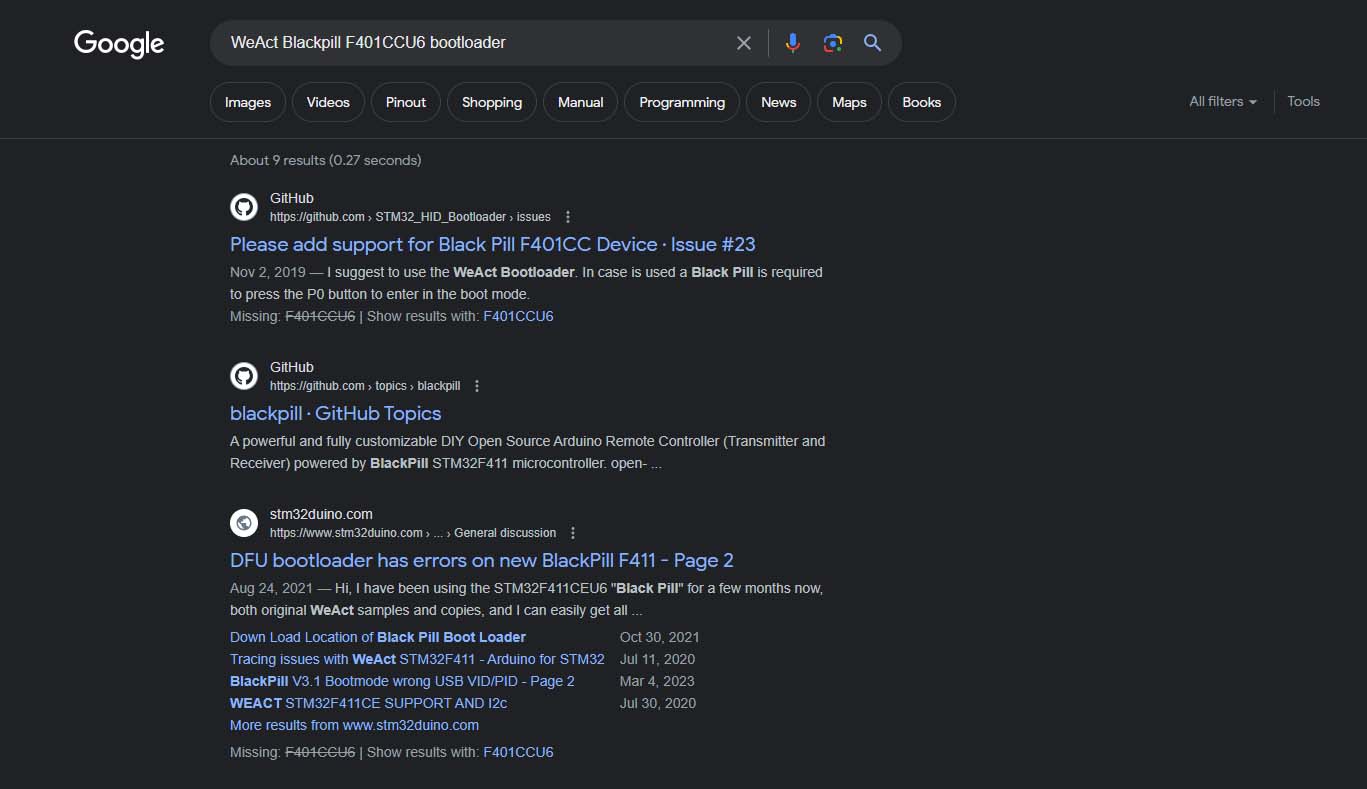 Google
WeAct Blackpill F401CCU6 bootloader
Images Videos Pinout Shopping Manual Programming News Maps Books
All filters Tools
About 9 results (0.27 seconds)
GitHub
https://github.com › STM32_HID_Bootloader › issues
Please add support for Black Pill F401CC Device · Issue #23
Nov 2, 2019 — I suggest to use the WeAct Bootloader. In case is used a Black Pill is required
to press the P0 button to enter in the boot mode.
Missing: F401CCU6 | Show results with: F401CCU6
GitHub
https://github.com › topics › blackpill
blackpill · GitHub Topics
A powerful and fully customizable DIY Open Source Arduino Remote Controller (Transmitter and
Receiver) powered by BlackPill STM32F411 microcontroller. open- ...
stm32duino.com
https://www.stm32duino.com › ... › General discussion
DFU bootloader has errors on new BlackPill F411 - Page 2
Aug 24, 2021 — Hi, I have been using the STM32F411CEU6 "Black Pill" for a few months now,
both original WeAct samples and copies, and I can easily get all ...
Down Load Location of Black Pill Boot Loader Oct 30, 2021
Tracing issues with WeAct STM32F411 - Arduino for STM32 Jul 11, 2020
BlackPill V3.1 Bootmode wrong USB VID/PID - Page 2 Mar 4, 2023
WEACT STM32F411CE SUPPORT AND I2c Jul 30, 2020
More results from www.stm32duino.com
Missing: F401CCU6 | Show results with: F401CCU6